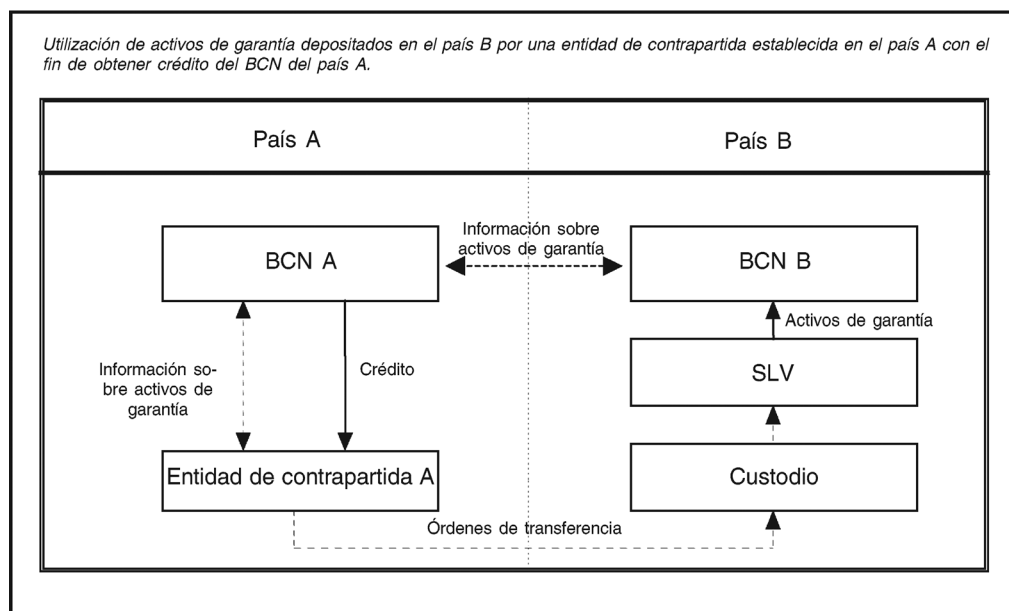 Utilización de activos de garantía depositados en el país B por una entidad de contrapartida establecida en el país A con el
fin de obtener crédito del BCN del país A.
País A
País B
Información sobre
activos de garantía
BCN A
BCN B
Activos de garantía
Información so-
bre activos de
garantía
Crédito
SLV
Entidad de contrapartida A
Custodio
Órdenes de transferencia